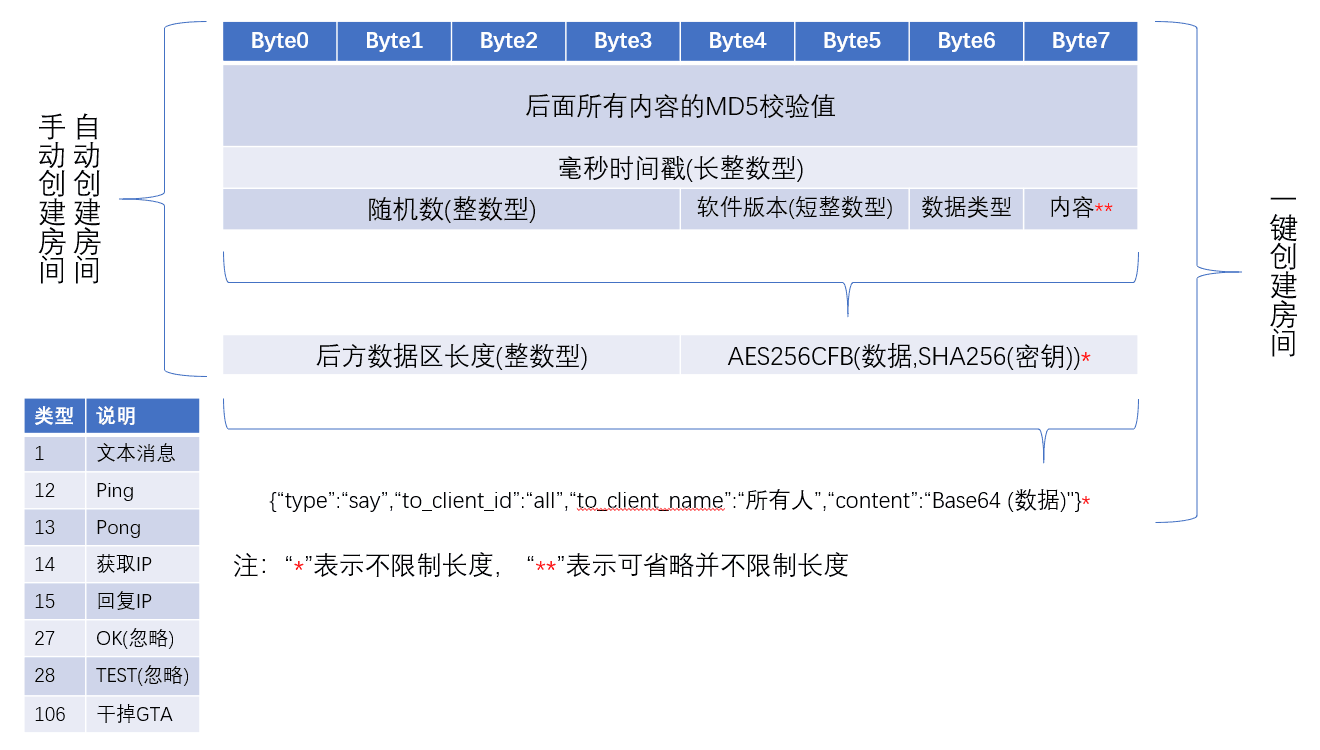 Byte0 Byte1 Byte2 Byte3 Byte4 Byte5 Byte6 Byte7
后面所有内容的MD5校验值
毫秒时间戳(长整数型)
随机数(整数型) 软件版本(短整数型) 数据类型 内容**
自动创建房间
手动创建房间
一键创建房间
后方数据区长度(整数型) AES256CFB(数据,SHA256(密钥))*
{“type”:“say”,“to_client_id”:“all”,“to_client_name”:“所有人”,“content”:“Base64 (数据)"}*
注：“*”表示不限制长度，“**”表示可省略并不限制长度
类型 说明
1 文本消息
12 Ping
13 Pong
14 获取IP
15 回复IP
27 OK(忽略)
28 TEST(忽略)
106 干掉GTA